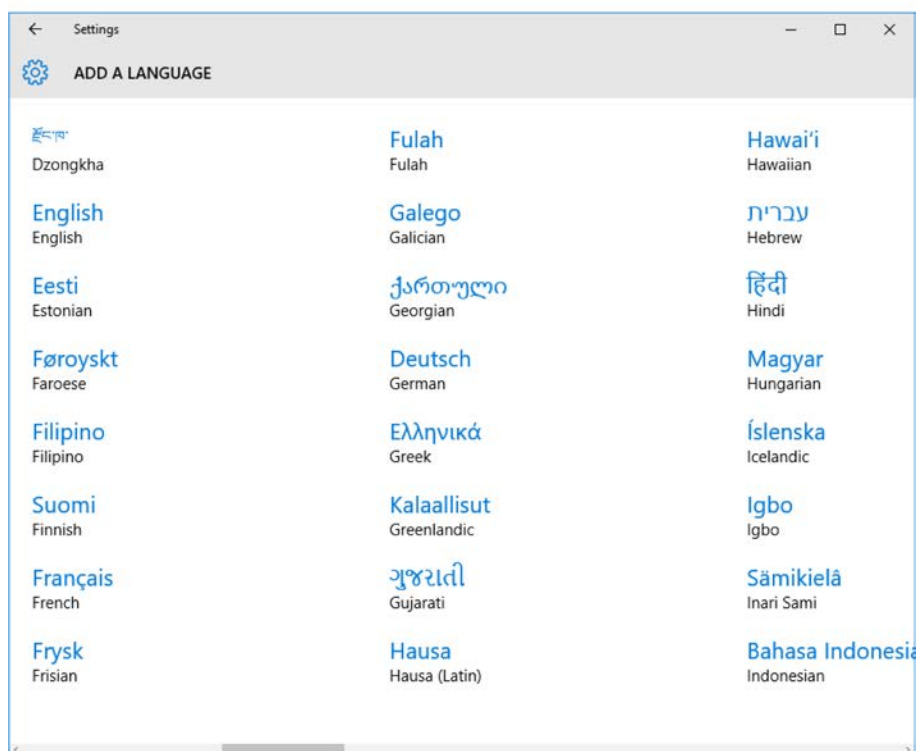 Settings
ADD A LANGUAGE
རྫོང་ཁ་
Dzongkha
English
English
Eesti
Estonian
Føroyskt
Faroese
Filipino
Filipino
Suomi
Finnish
Français
French
Frysk
Frisian
Fulah
Fulah
Galego
Galician
ქართული
Georgian
Deutsch
German
Ελληνικά
Greek
Kalaallisut
Greenlandic
ગુજરાતી
Gujarati
Hausa
Hausa (Latin)
Hawaiʻi
Hawaiian
עברית
Hebrew
हिंदी
Hindi
Magyar
Hungarian
Íslenska
Icelandic
Igbo
Igbo
Sämikielâ
Inari Sami
Bahasa Indonesia
Indonesian